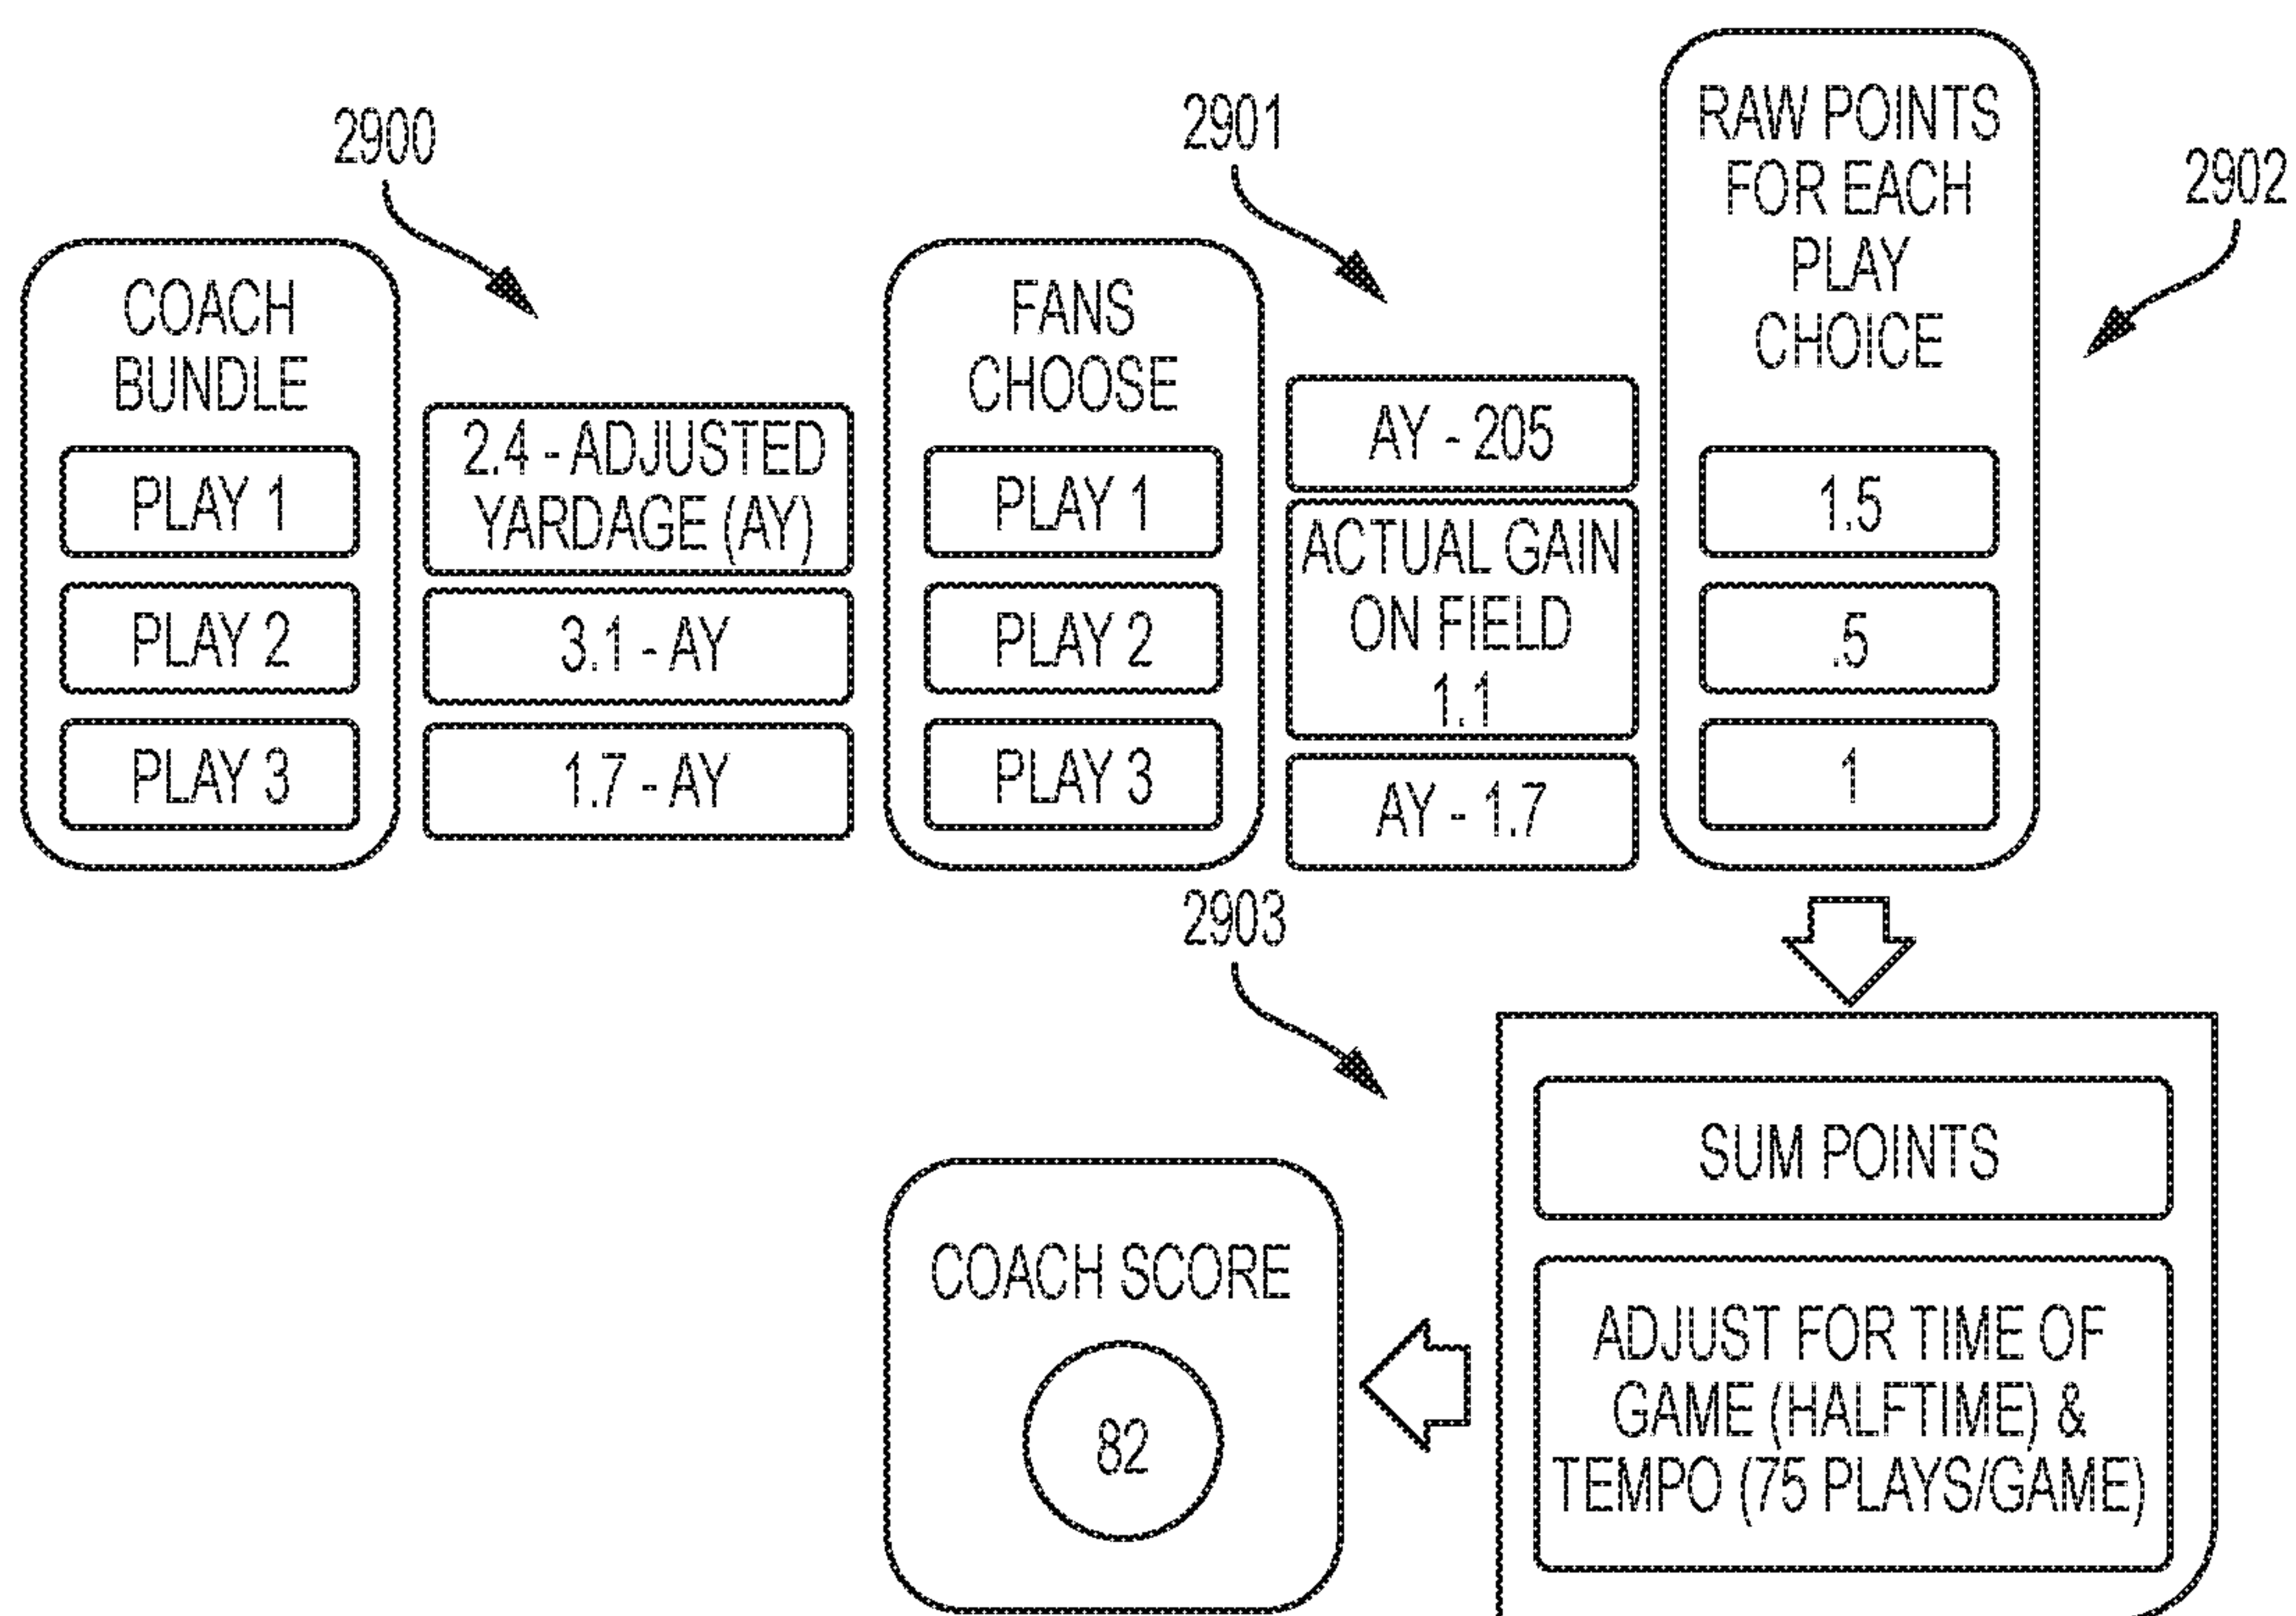 2900
COACH
BUNDLE
PLAY 1
PLAY 2
PLAY 3
2.4 - ADJUSTED
YARDAGE (AY)
3.1 - AY
1.7 - AY
2901
FANS
CHOOSE
PLAY 1
PLAY 2
PLAY 3
AY - 205
ACTUAL GAIN
ON FIELD
1.1
AY - 1.7
2902
RAW POINTS
FOR EACH
PLAY
CHOICE
1.5
.5
1
2903
SUM POINTS
ADJUST FOR TIME OF
GAME (HALFTIME) &
TEMPO (75 PLAYS/GAME)
COACH SCORE
82